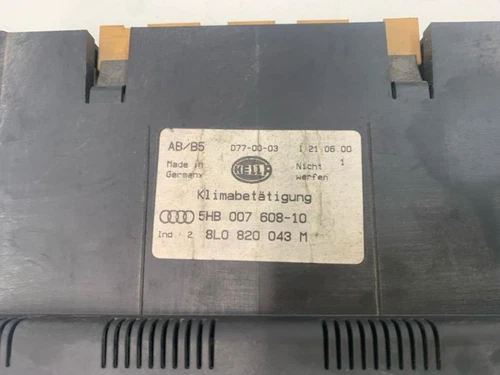 AB/B5 077-00-03 1 21.06.00
Made in Germany HELLA Nicht werfen 1
Klimabetätigung
5HB 007 608-10
Ind. 2 8L0 820 043 M